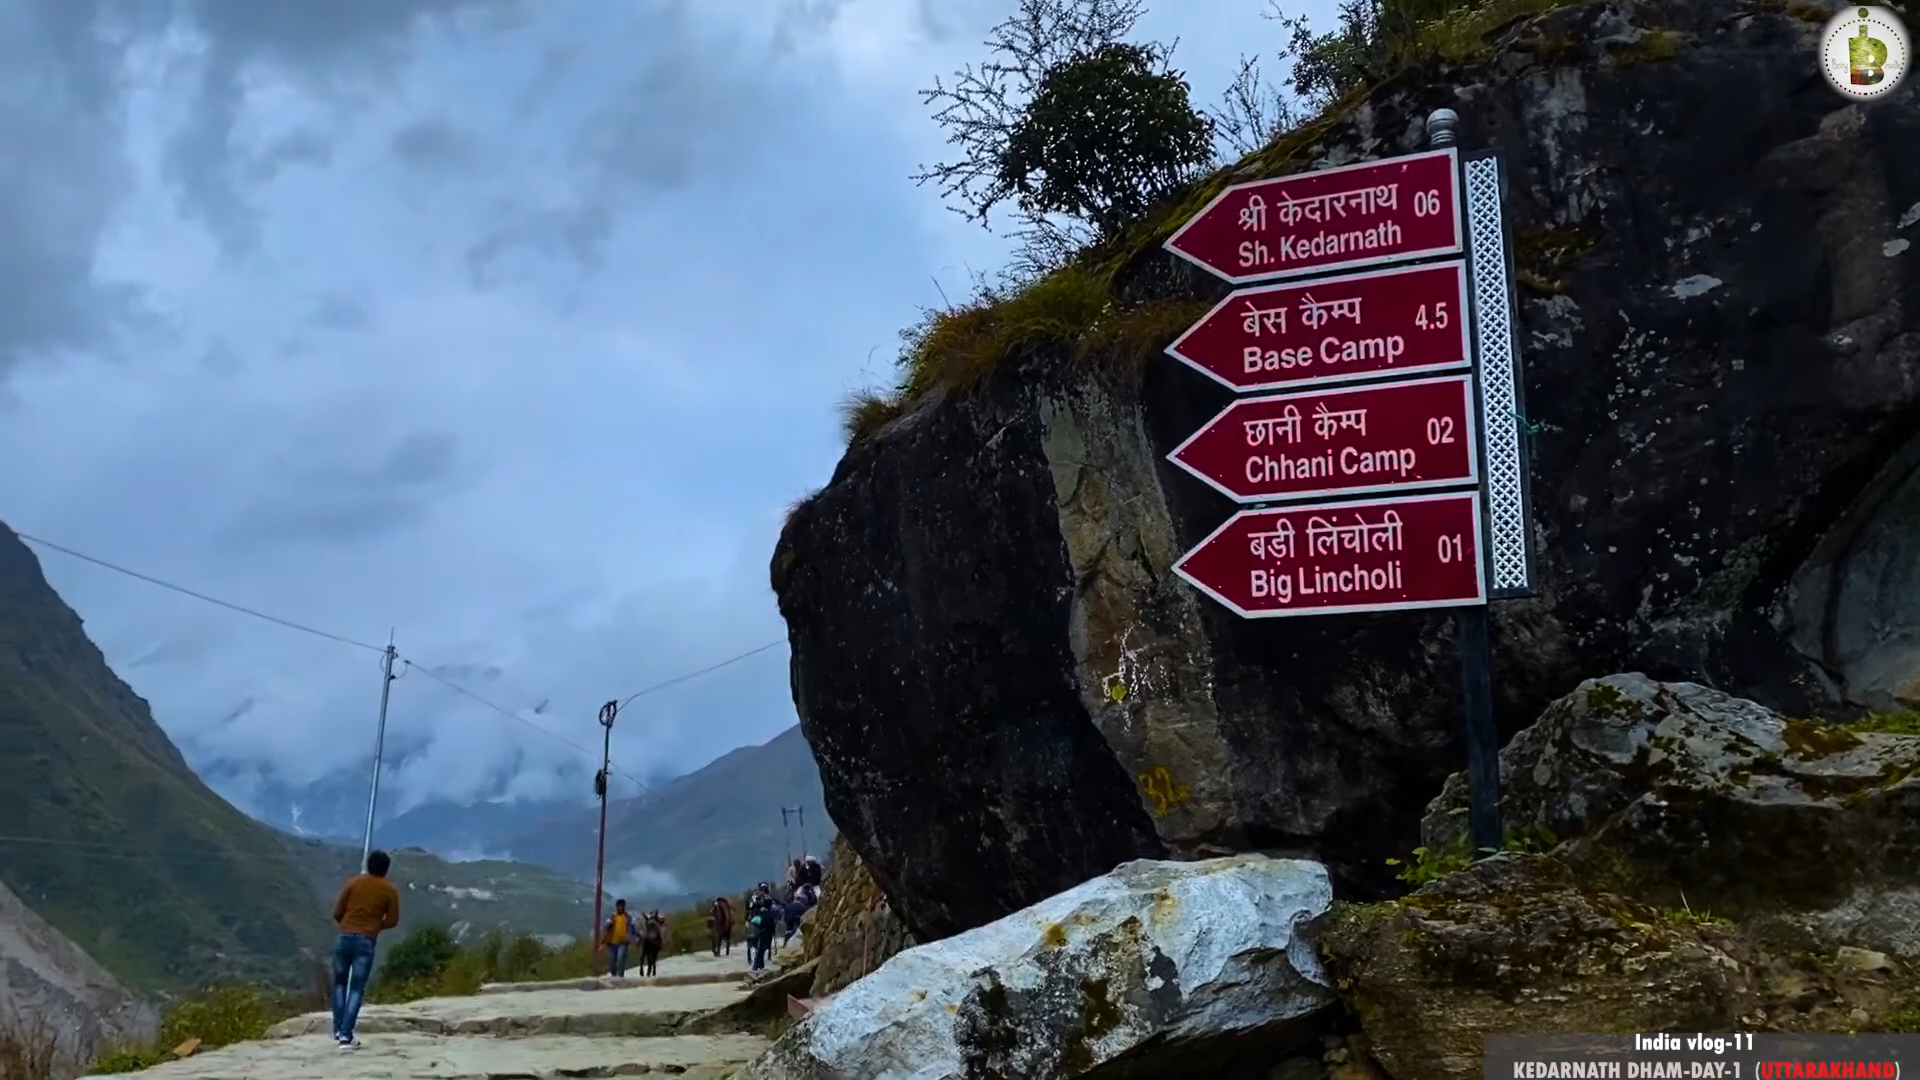 श्री केदारनाथ 06
Sh. Kedarnath
बेस कैम्प 4.5
Base Camp
छानी कैम्प 02
Chhani Camp
बड़ी लिंचोली 01
Big Lincholi
India vlog-11
KEDARNATH DHAM-DAY-1 (UTTARAKHAND)